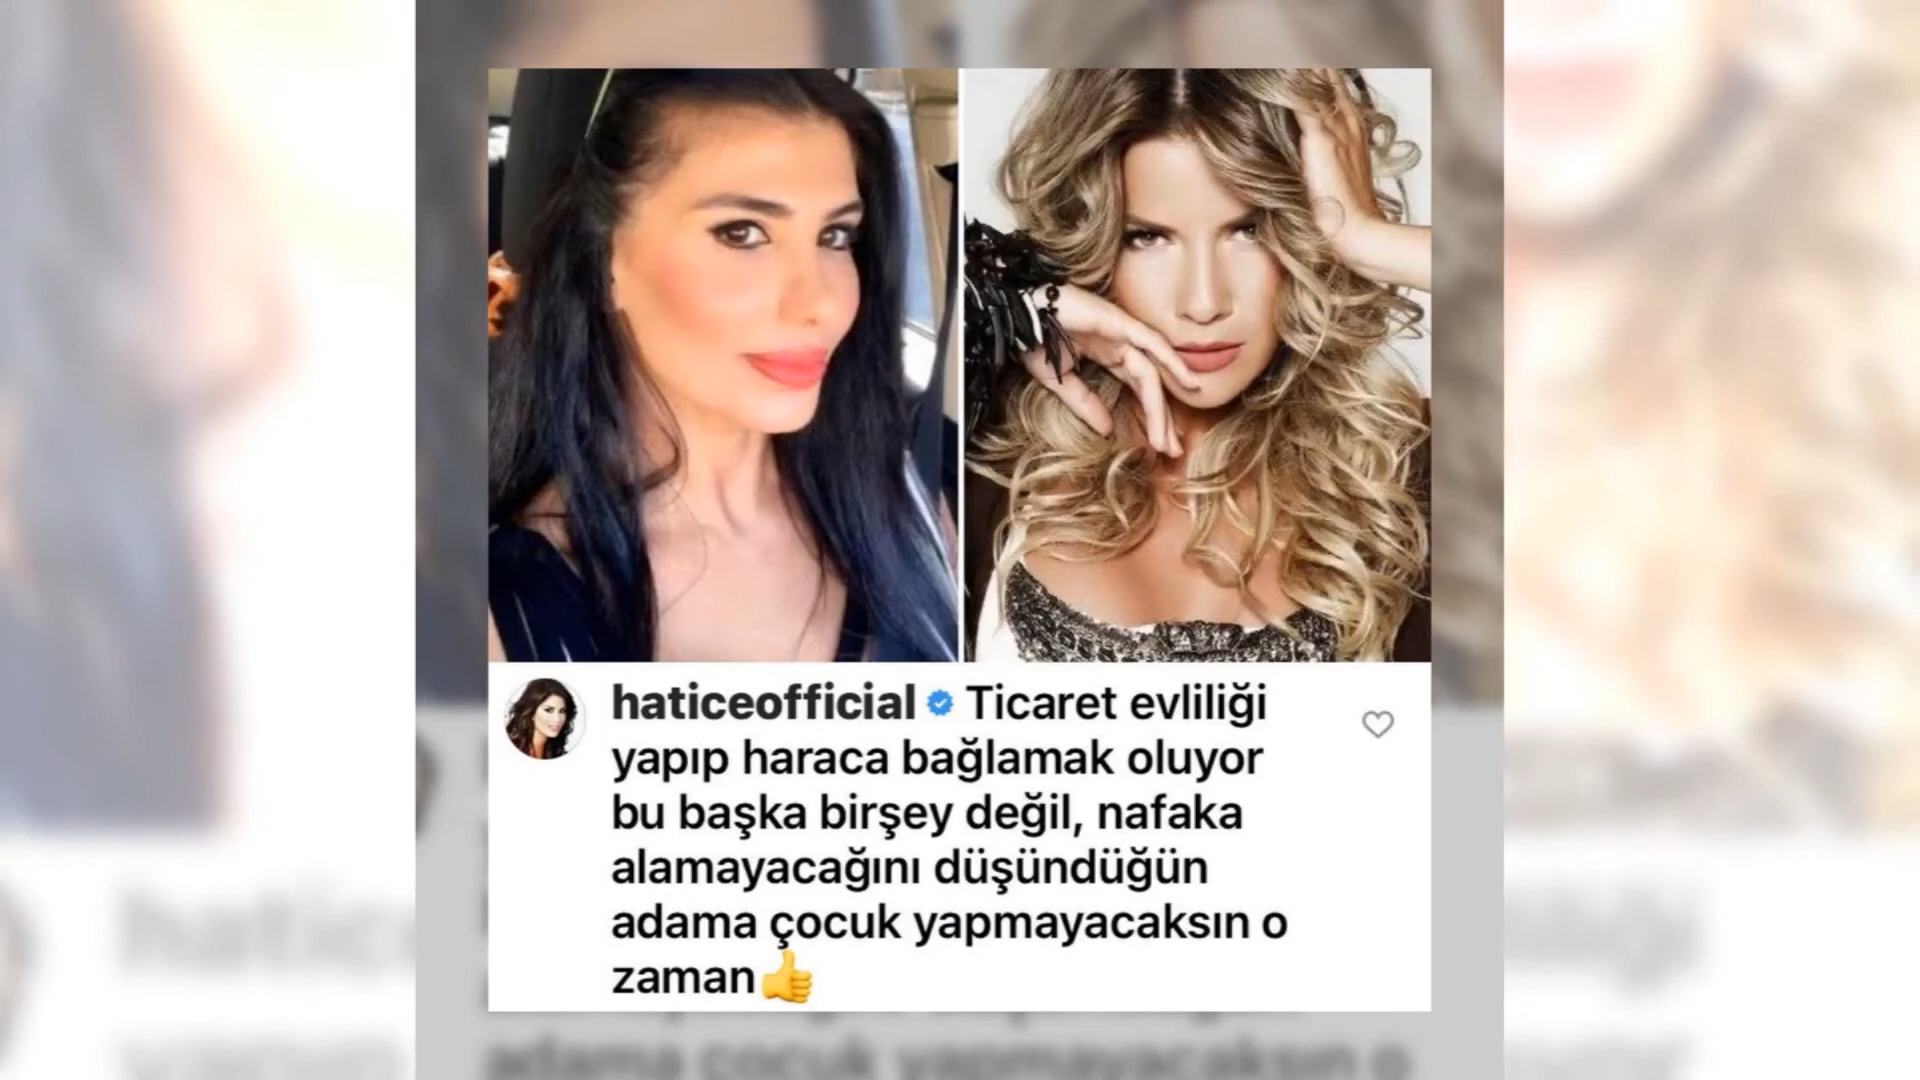 haticeofficial Ticaret evliliği
yapıp haraca bağlamak oluyor
bu başka birşey değil, nafaka
alamayacağını düşündüğün
adama çocuk yapmayacaksın o
zaman👍